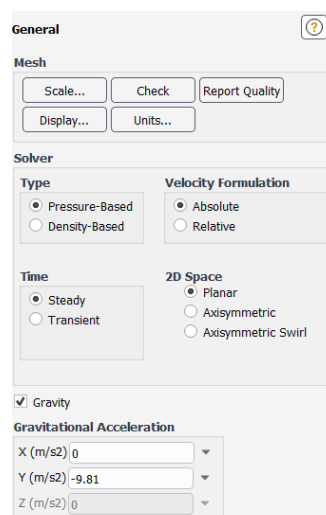 General
?
Mesh
Scale... Check Report Quality
Display... Units...
Solver
Type Velocity Formulation
Pressure-Based Absolute
Density-Based Relative
Time 2D Space
Steady Planar
Transient Axisymmetric
Axisymmetric Swirl
Gravity
Gravitational Acceleration
X (m/s2) 0
Y (m/s2) -9.81
Z (m/s2) 0